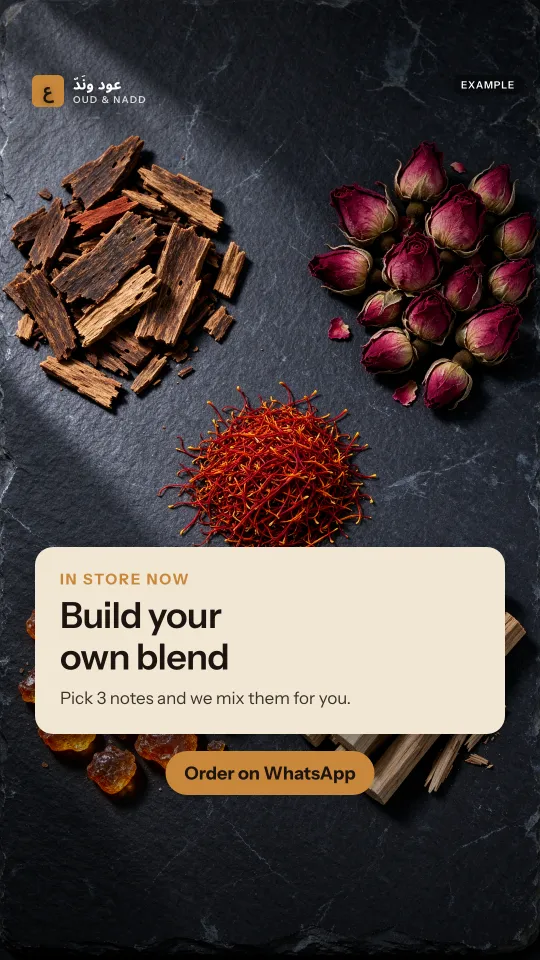 ع
عود ونَدّ
OUD & NADD
EXAMPLE
IN STORE NOW
Build your
own blend
Pick 3 notes and we mix them for you.
Order on WhatsApp